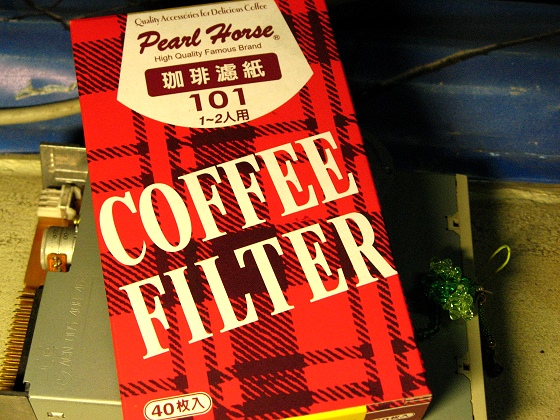 Quality Accessories for Delicious Coffee
Pearl Horse®
High Quality Famous Brand
珈琲濾紙
101
1~2人用
COFFEE
FILTER
40枚入